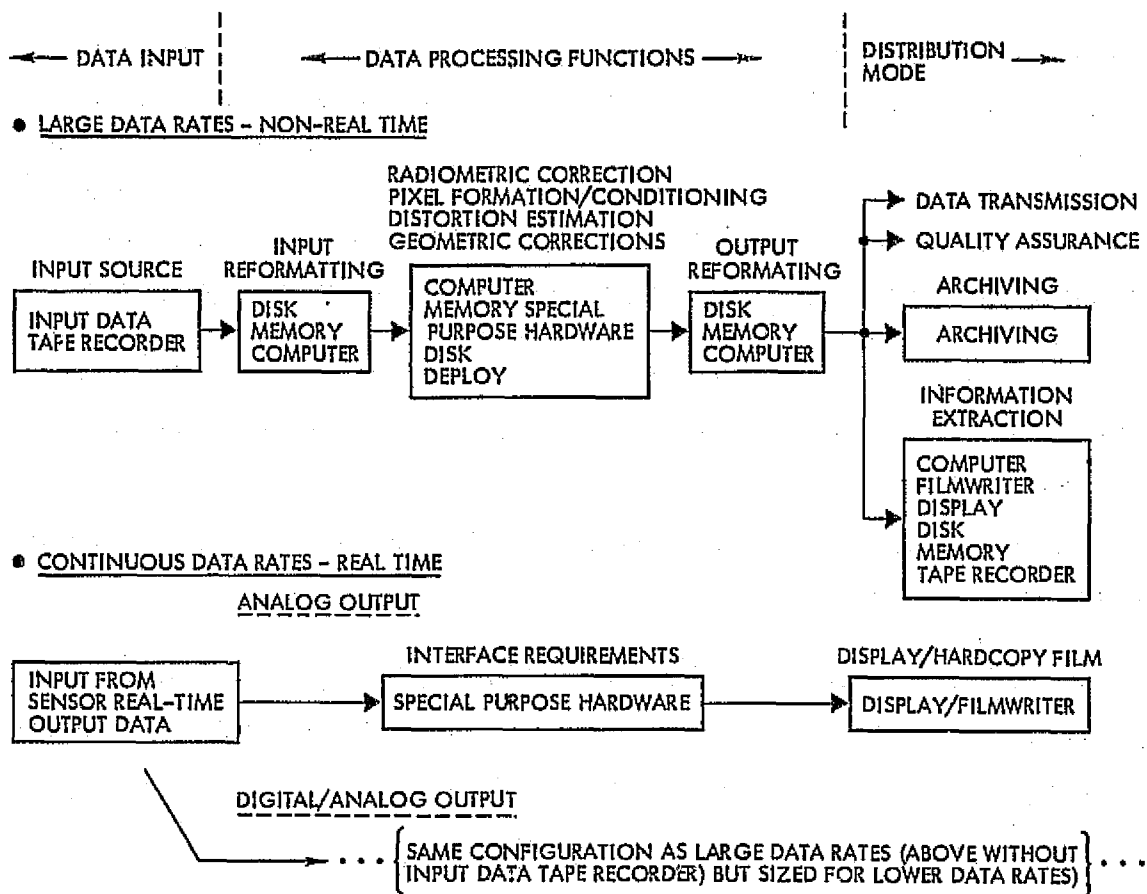 DATA INPUT
DATA PROCESSING FUNCTIONS
DISTRIBUTION
MODE
● LARGE DATA RATES – NON-REAL TIME
INPUT SOURCE
INPUT DATA
TAPE RECORDER
INPUT
REFORMATTING
DISK
MEMORY
COMPUTER
RADIOMETRIC CORRECTION
PIXEL FORMATION/CONDITIONING
DISTORTION ESTIMATION
GEOMETRIC CORRECTIONS
COMPUTER
MEMORY SPECIAL
PURPOSE HARDWARE
DISK
DEPLOY
OUTPUT
REFORMATING
DISK
MEMORY
COMPUTER
DATA TRANSMISSION
QUALITY ASSURANCE
ARCHIVING
ARCHIVING
INFORMATION
EXTRACTION
COMPUTER
FILMWRITER
DISPLAY
DISK
MEMORY
TAPE RECORDER
● CONTINUOUS DATA RATES – REAL TIME
ANALOG OUTPUT
INPUT FROM
SENSOR REAL-TIME
OUTPUT DATA
INTERFACE REQUIREMENTS
SPECIAL PURPOSE HARDWARE
DISPLAY/HARDCOPY FILM
DISPLAY/FILMWRITER
DIGITAL/ANALOG OUTPUT
SAME CONFIGURATION AS LARGE DATA RATES (ABOVE WITHOUT
INPUT DATA TAPE RECORDER) BUT SIZED FOR LOWER DATA RATES)